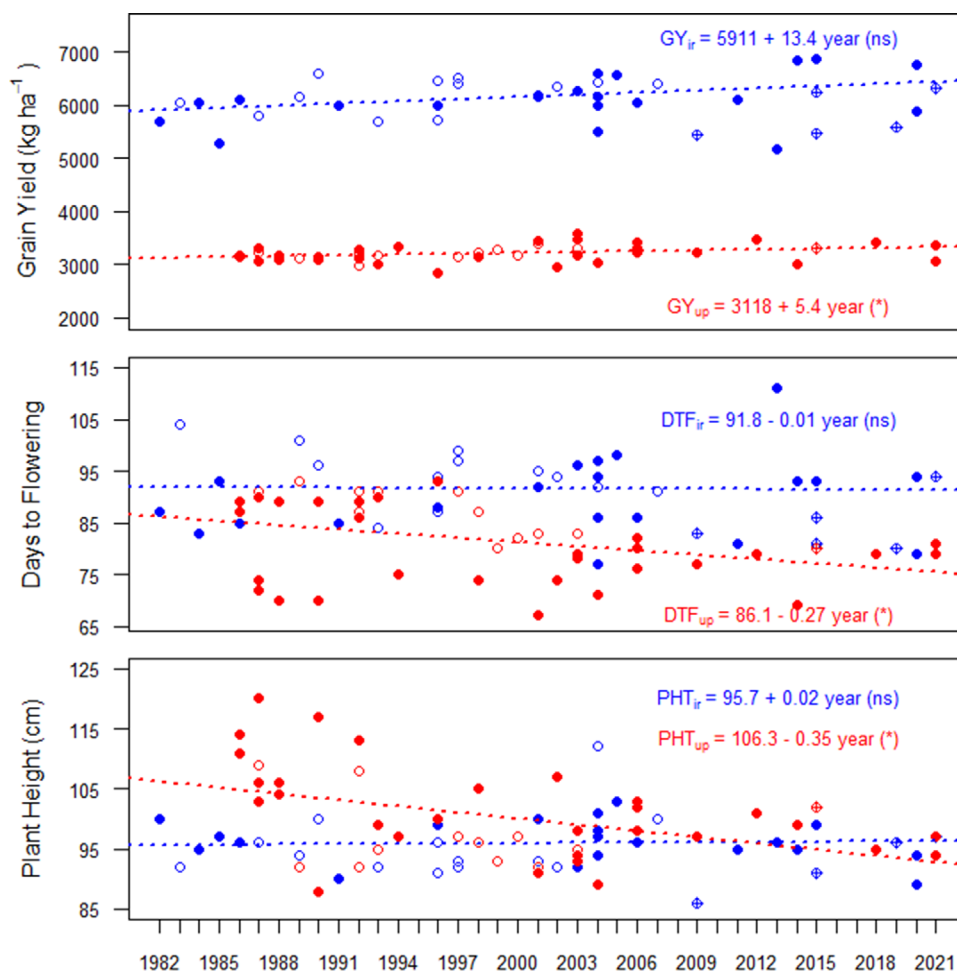 Grain Yield (kg ha⁻¹)
7000
6000
5000
4000
3000
2000
GYir = 5911 + 13.4 year (ns)
GYup = 3118 + 5.4 year (*)
Days to Flowering
115
105
95
85
75
65
DTFir = 91.8 - 0.01 year (ns)
DTFup = 86.1 - 0.27 year (*)
Plant Height (cm)
125
115
105
95
85
PHTir = 95.7 + 0.02 year (ns)
PHTup = 106.3 - 0.35 year (*)
1982 1985 1988 1991 1994 1997 2000 2003 2006 2009 2012 2015 2018 2021